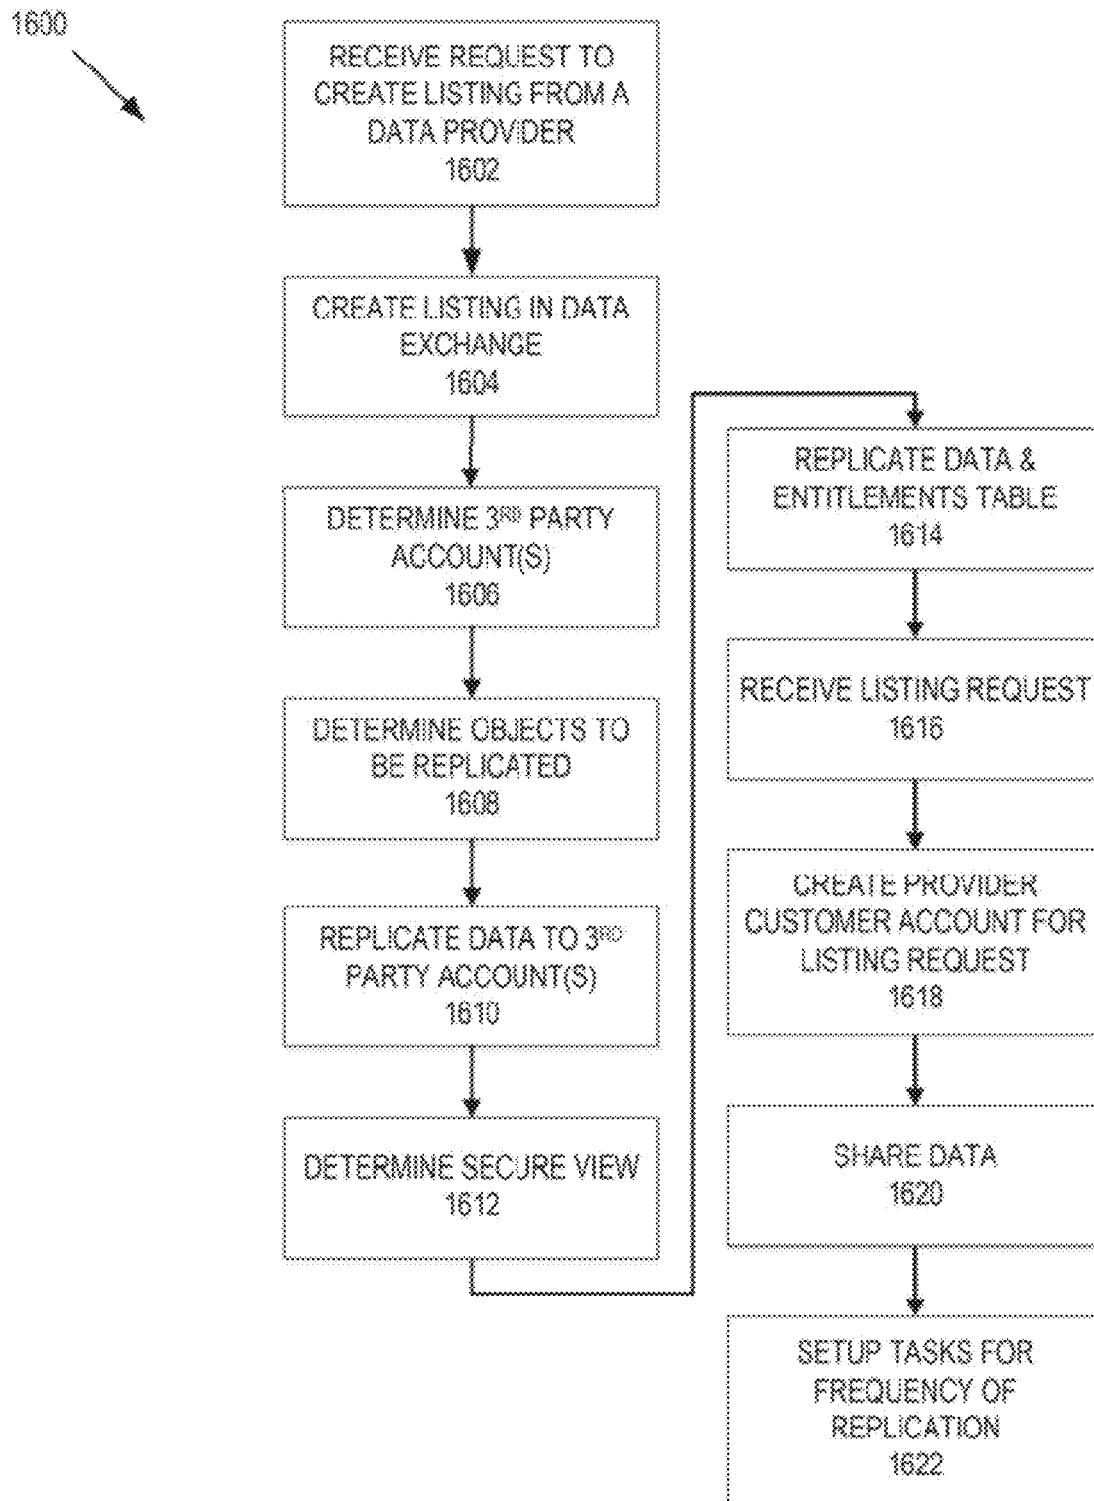 1600
RECEIVE REQUEST TO
CREATE LISTING FROM A
DATA PROVIDER
1602
CREATE LISTING IN DATA
EXCHANGE
1604
DETERMINE 3RD PARTY
ACCOUNT(S)
1606
DETERMINE OBJECTS TO
BE REPLICATED
1608
REPLICATE DATA TO 3RD
PARTY ACCOUNT(S)
1610
DETERMINE SECURE VIEW
1612
REPLICATE DATA &
ENTITLEMENTS TABLE
1614
RECEIVE LISTING REQUEST
1616
CREATE PROVIDER
CUSTOMER ACCOUNT FOR
LISTING REQUEST
1618
SHARE DATA
1620
SETUP TASKS FOR
FREQUENCY OF
REPLICATION
1622